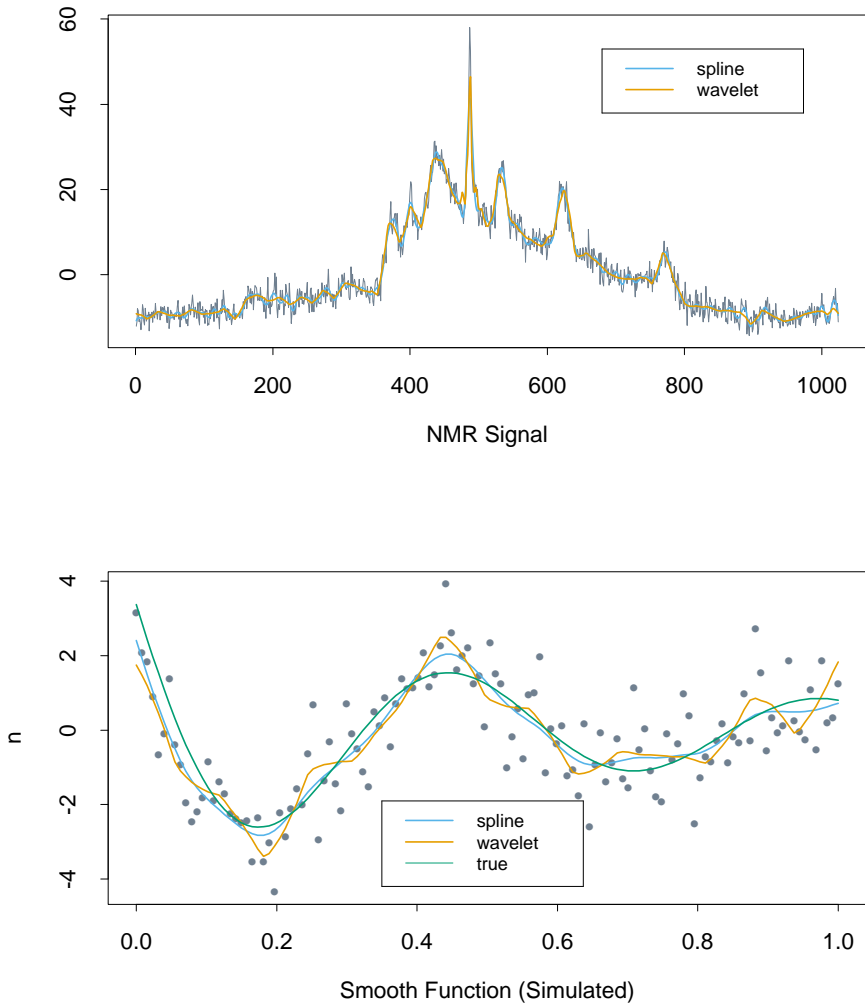 60
40
20
0
spline
wavelet
0 200 400 600 800 1000
NMR Signal
4
2
0
-2
-4
n
spline
wavelet
true
0.0 0.2 0.4 0.6 0.8 1.0
Smooth Function (Simulated)